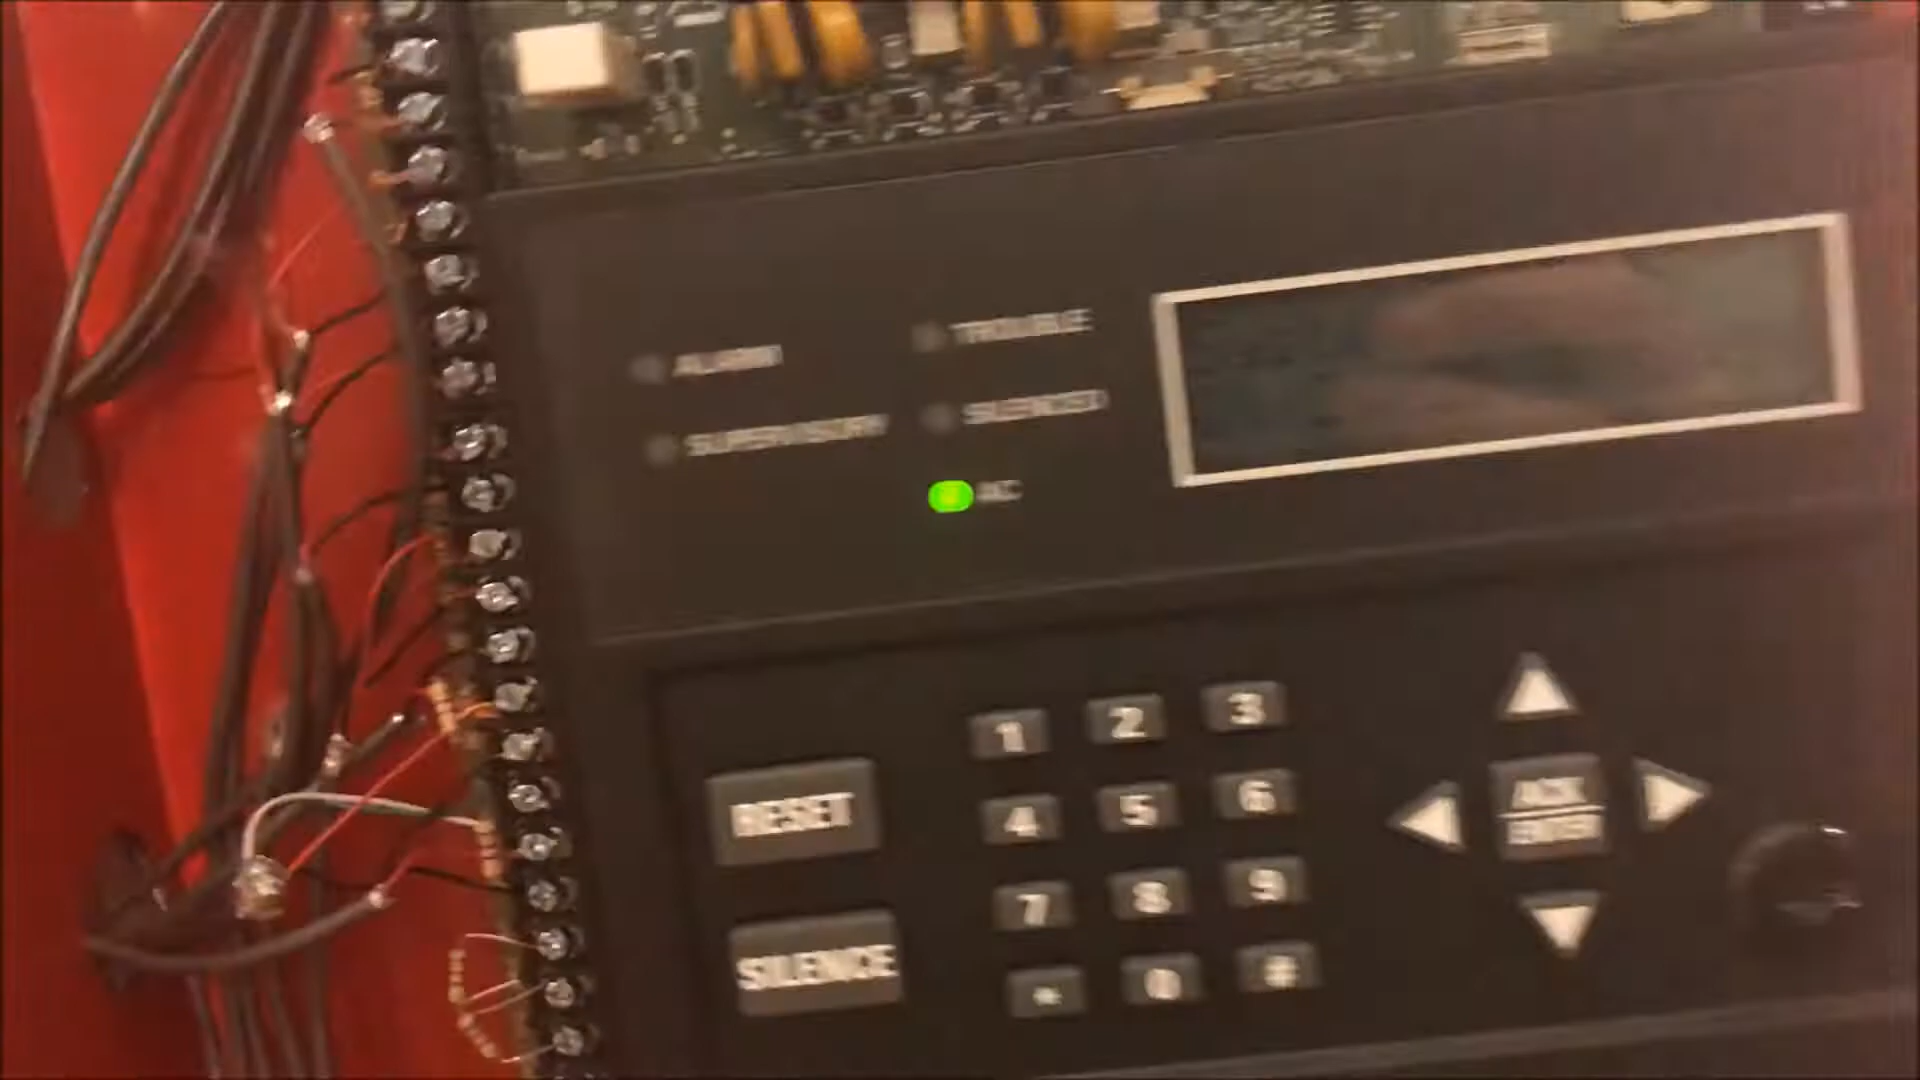 ALARM
TROUBLE
SUPERVISORY
SILENCED
AC
RESET
SILENCE
1 2 3
4 5 6
7 8 9
* 0 #
ACK
ENTER